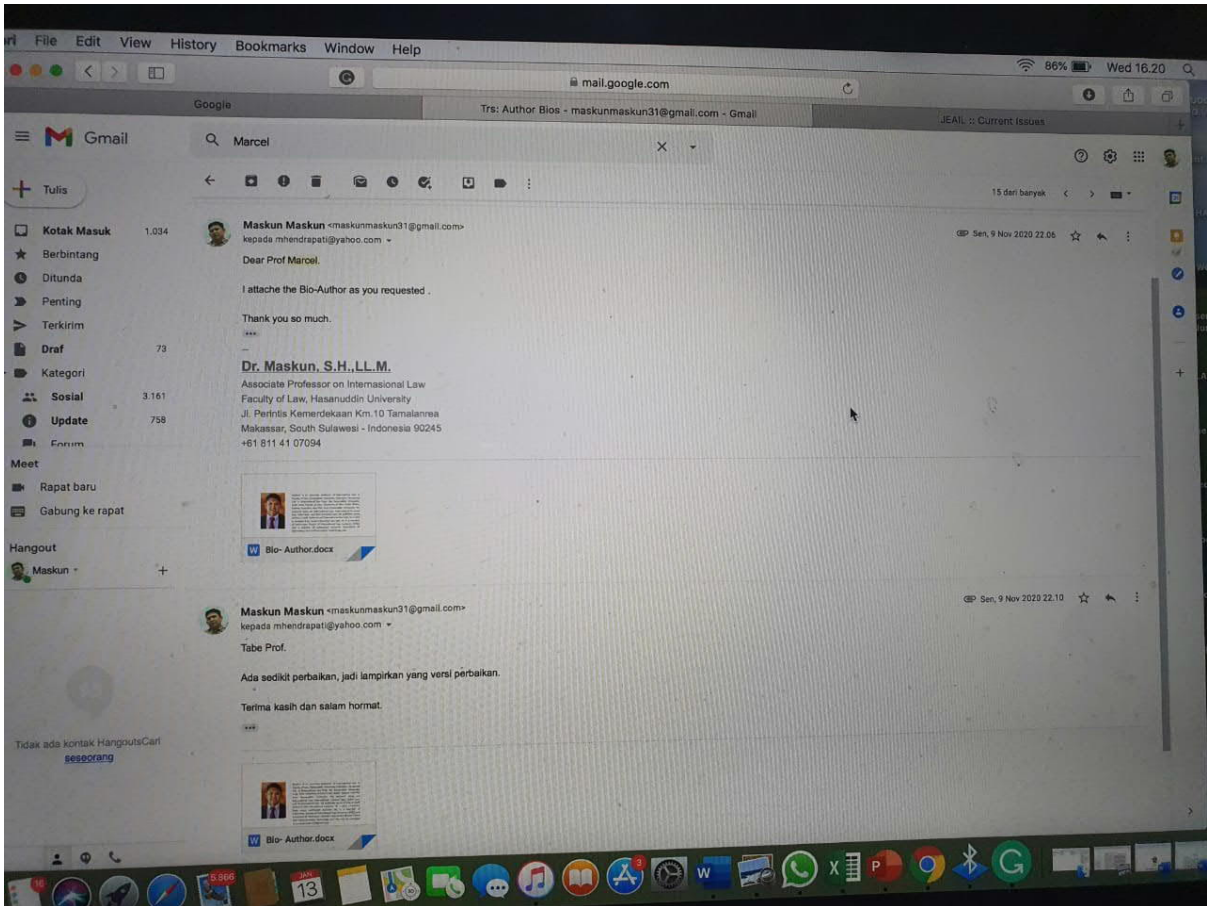 File Edit View History Bookmarks Window Help
86% Wed 16.20
mail.google.com
Google
Trs: Author Bios - maskunmaskun31@gmail.com - Gmail
JEAIL :: Current Issues
Gmail
Marcel
Tulis
15 dari banyak
Kotak Masuk 1.034
Berbintang
Ditunda
Penting
Terkirim
Draf 73
Kategori
Sosial 3.161
Update 758
Forum
Meet
Rapat baru
Gabung ke rapat
Hangout
Maskun
Tidak ada kontak HangoutsCari
seseorang
Maskun Maskun <maskunmaskun31@gmail.com>
kepada mhendrapati@yahoo.com
Sen, 9 Nov 2020 22.06
Dear Prof Marcel.
I attache the Bio-Author as you requested .
Thank you so much.
Dr. Maskun, S.H.,LL.M.
Associate Professor on Internasional Law
Faculty of Law, Hasanuddin University
Jl. Perintis Kemerdekaan Km.10 Tamalanrea
Makassar, South Sulawesi - Indonesia 90245
+61 811 41 07094
W Bio- Author.docx
Maskun Maskun <maskunmaskun31@gmail.com>
kepada mhendrapati@yahoo.com
Sen, 9 Nov 2020 22.10
Tabe Prof.
Ada sedikit perbaikan, jadi lampirkan yang versi perbaikan.
Terima kasih dan salam hormat.
W Bio- Author.docx
16
5.866
JAN
13
3
W
X
P
G